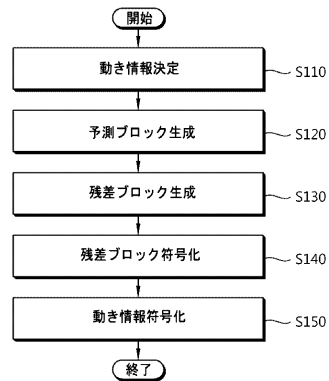 開始
動き情報決定 S110
予測ブロック生成 S120
残差ブロック生成 S130
残差ブロック符号化 S140
動き情報符号化 S150
終了